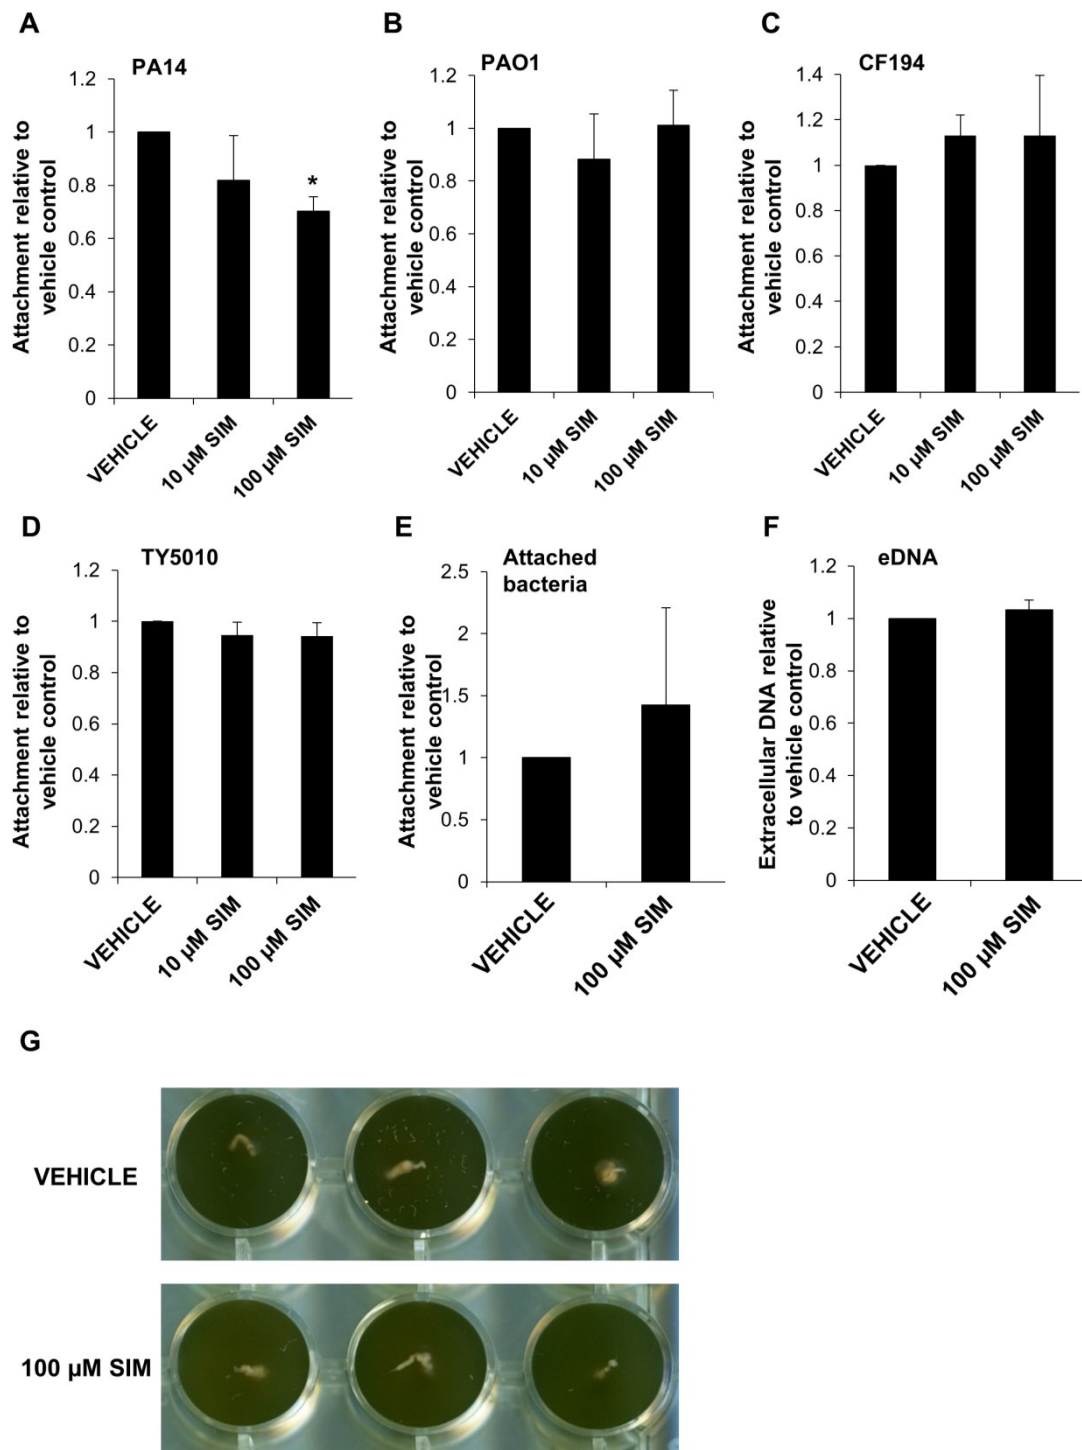 A
PA14
Attachment relative to
vehicle control
1.2
1
0.8
0.6
0.4
0.2
0
*
VEHICLE
10 µM SIM
100 µM SIM
B
PAO1
Attachment relative to
vehicle control
1.2
1
0.8
0.6
0.4
0.2
0
VEHICLE
10 µM SIM
100 µM SIM
C
CF194
Attachment relative to
vehicle control
1.4
1.2
1
0.8
0.6
0.4
0.2
0
VEHICLE
10 µM SIM
100 µM SIM
D
TY5010
Attachment relative to
vehicle control
1.2
1
0.8
0.6
0.4
0.2
0
VEHICLE
10 µM SIM
100 µM SIM
E
Attached
bacteria
Attachment relative to
vehicle control
2.5
2
1.5
1
0.5
0
VEHICLE
100 µM SIM
F
eDNA
Extracellular DNA relative
to vehicle control
1.2
1
0.8
0.6
0.4
0.2
0
VEHICLE
100 µM SIM
G
VEHICLE
100 µM SIM